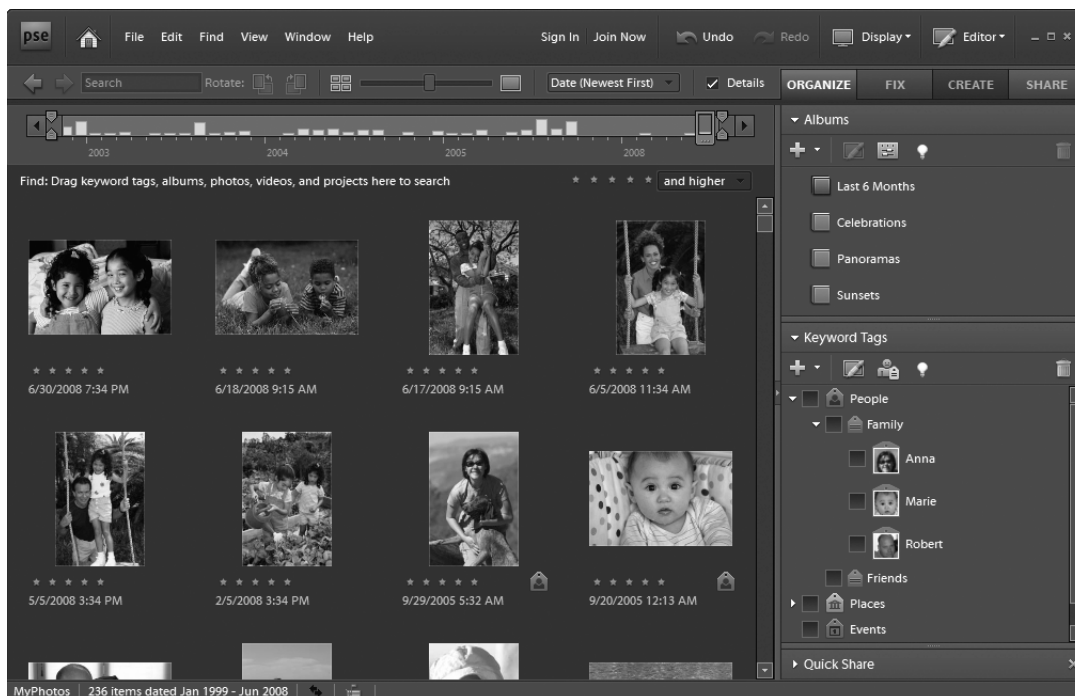 pse File Edit Find View Window Help Sign In Join Now Undo Redo Display Editor
Search Rotate: Date (Newest First) Details ORGANIZE FIX CREATE SHARE
Albums
2003 2004 2005 2008
Find: Drag keyword tags, albums, photos, videos, and projects here to search and higher
Last 6 Months
Celebrations
Panoramas
Sunsets
Keyword Tags
6/30/2008 7:34 PM 6/18/2008 9:15 AM 6/17/2008 9:15 AM 6/5/2008 11:34 AM
People
Family
Anna
Marie
Robert
Friends
5/5/2008 3:34 PM 2/5/2008 3:34 PM 9/29/2005 5:32 AM 9/20/2005 12:13 AM
Places
Events
Quick Share
MyPhotos 236 items dated Jan 1999 - Jun 2008